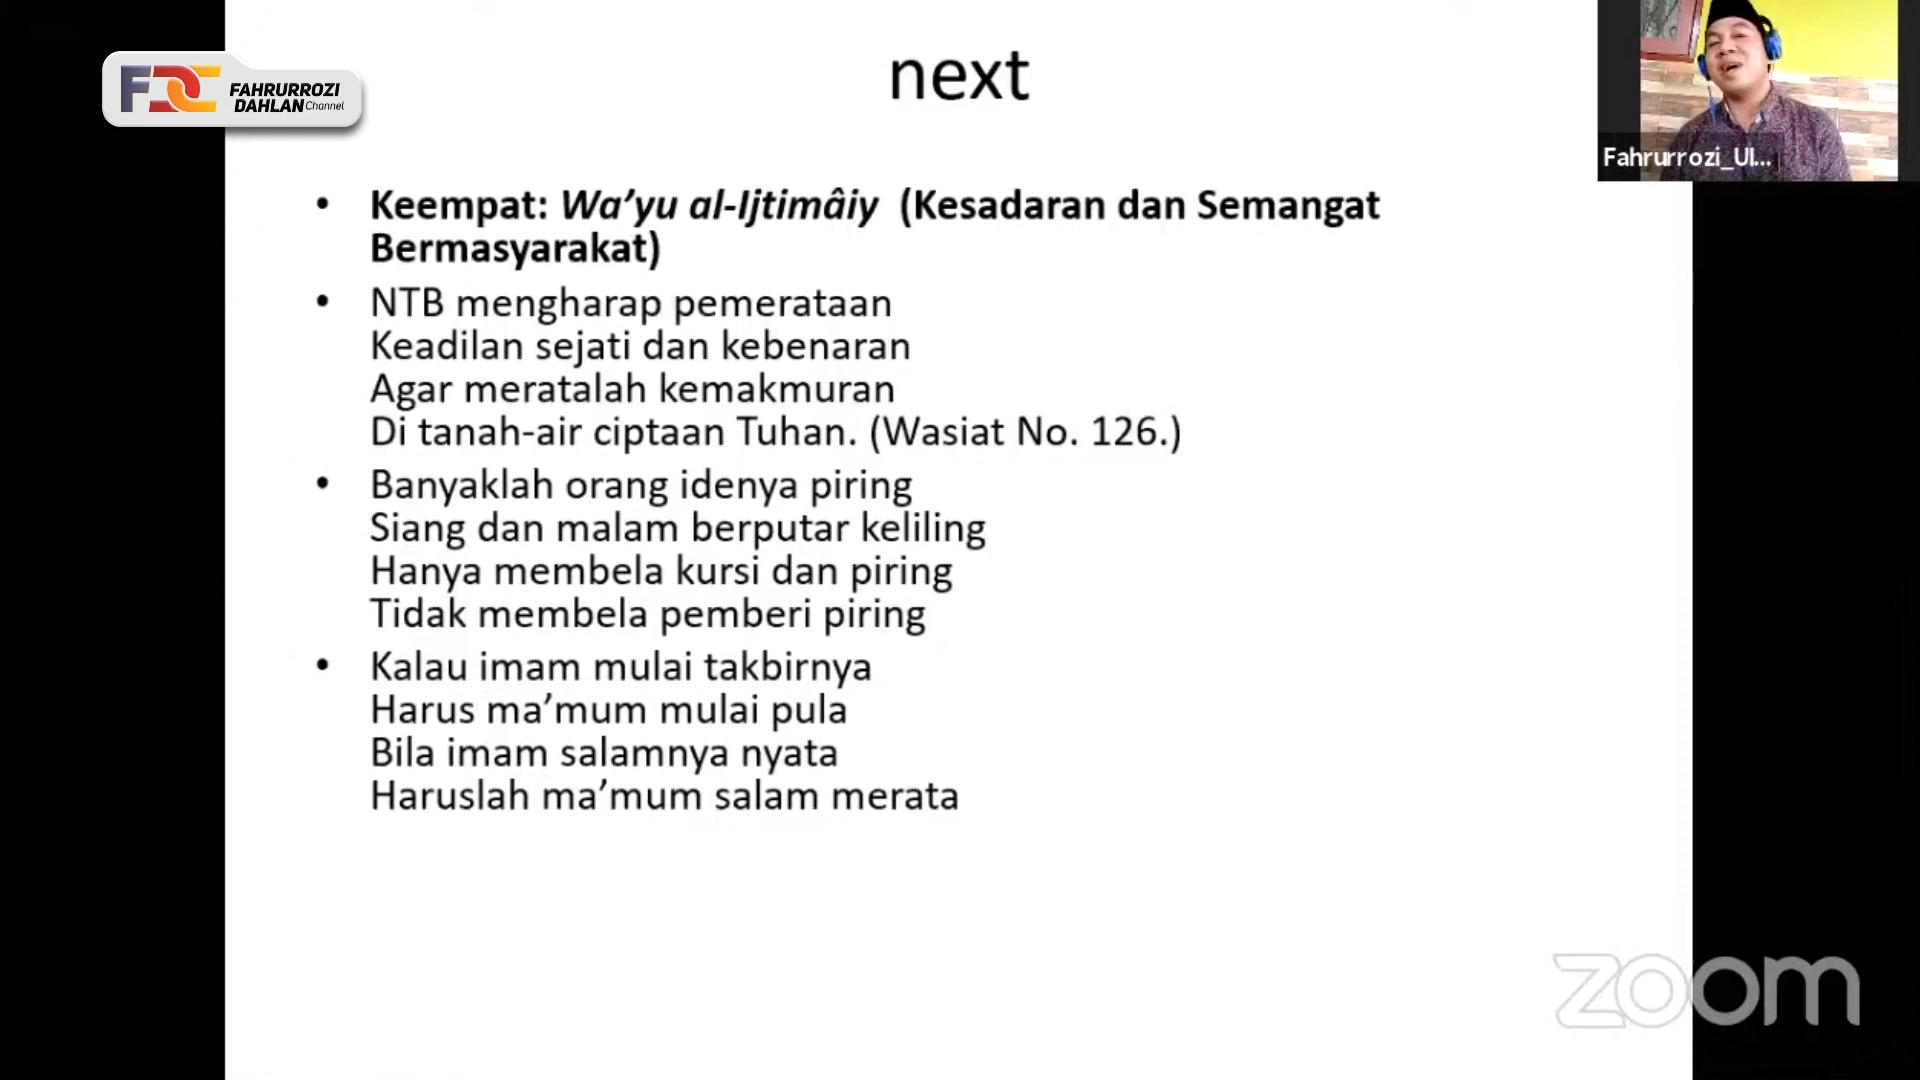 next
FAHRURROZI
DAHLAN Channel
Fahrurrozi_UI...
• Keempat: Wa’yu al-Ijtimâiy (Kesadaran dan Semangat
Bermasyarakat)
• NTB mengharap pemerataan
Keadilan sejati dan kebenaran
Agar meratalah kemakmuran
Di tanah-air ciptaan Tuhan. (Wasiat No. 126.)
• Banyaklah orang idenya piring
Siang dan malam berputar keliling
Hanya membela kursi dan piring
Tidak membela pemberi piring
• Kalau imam mulai takbirnya
Harus ma’mum mulai pula
Bila imam salamnya nyata
Haruslah ma’mum salam merata
zoom